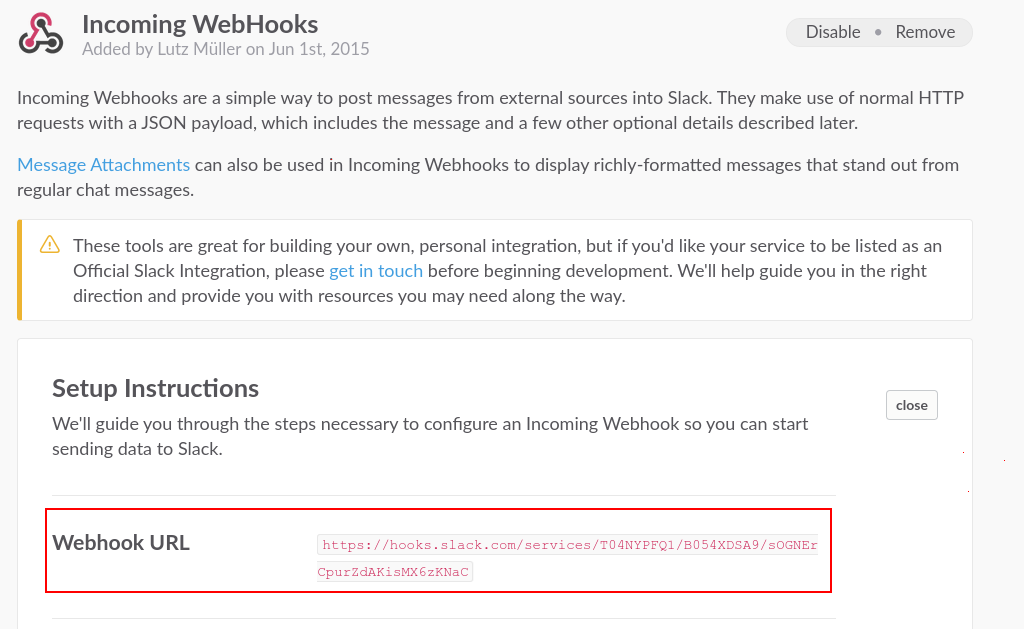 Incoming WebHooks
Added by Lutz Müller on Jun 1st, 2015
Disable • Remove
Incoming Webhooks are a simple way to post messages from external sources into Slack. They make use of normal HTTP
requests with a JSON payload, which includes the message and a few other optional details described later.
Message Attachments can also be used in Incoming Webhooks to display richly-formatted messages that stand out from
regular chat messages.
These tools are great for building your own, personal integration, but if you'd like your service to be listed as an
Official Slack Integration, please get in touch before beginning development. We'll help guide you in the right
direction and provide you with resources you may need along the way.
Setup Instructions
close
We'll guide you through the steps necessary to configure an Incoming Webhook so you can start
sending data to Slack.
Webhook URL
https://hooks.slack.com/services/T04NYPFQ1/B054XDSA9/sOGNEr
CpurZdAKisMX6zKNaC